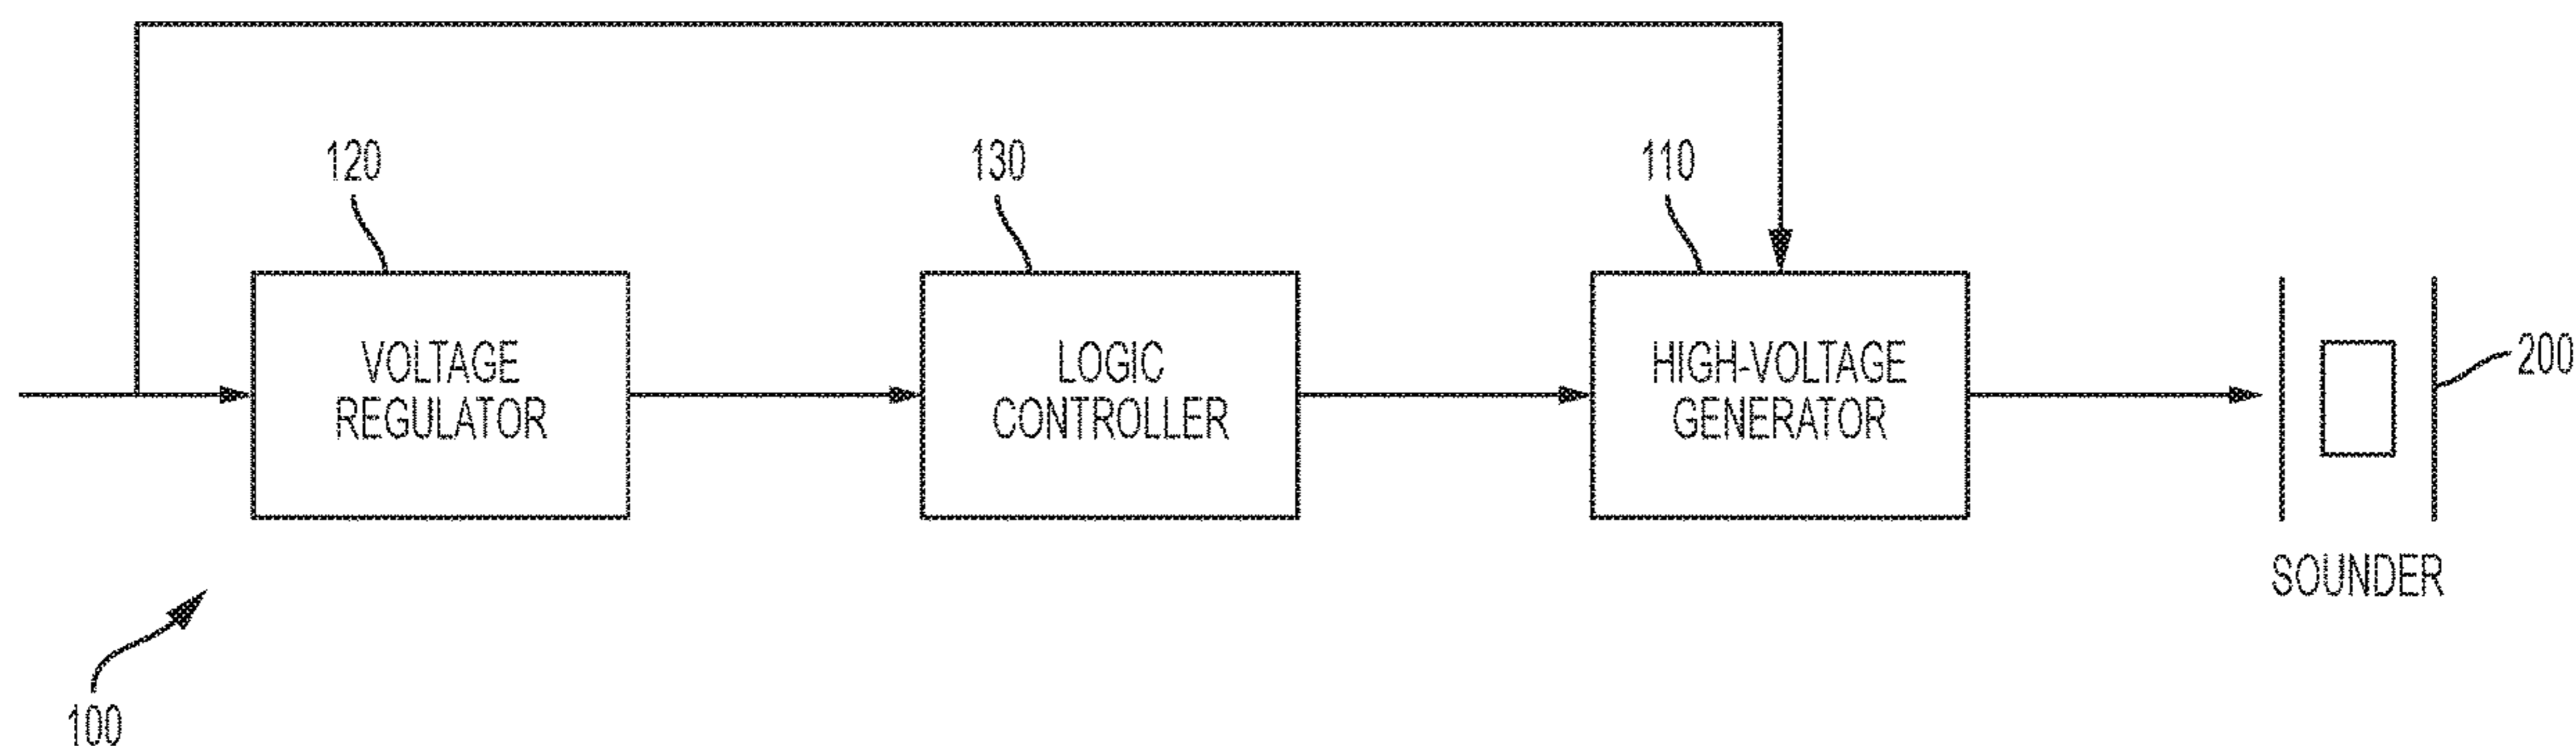 120
130
110
VOLTAGE
REGULATOR
LOGIC
CONTROLLER
HIGH-VOLTAGE
GENERATOR
200
SOUNDER
100